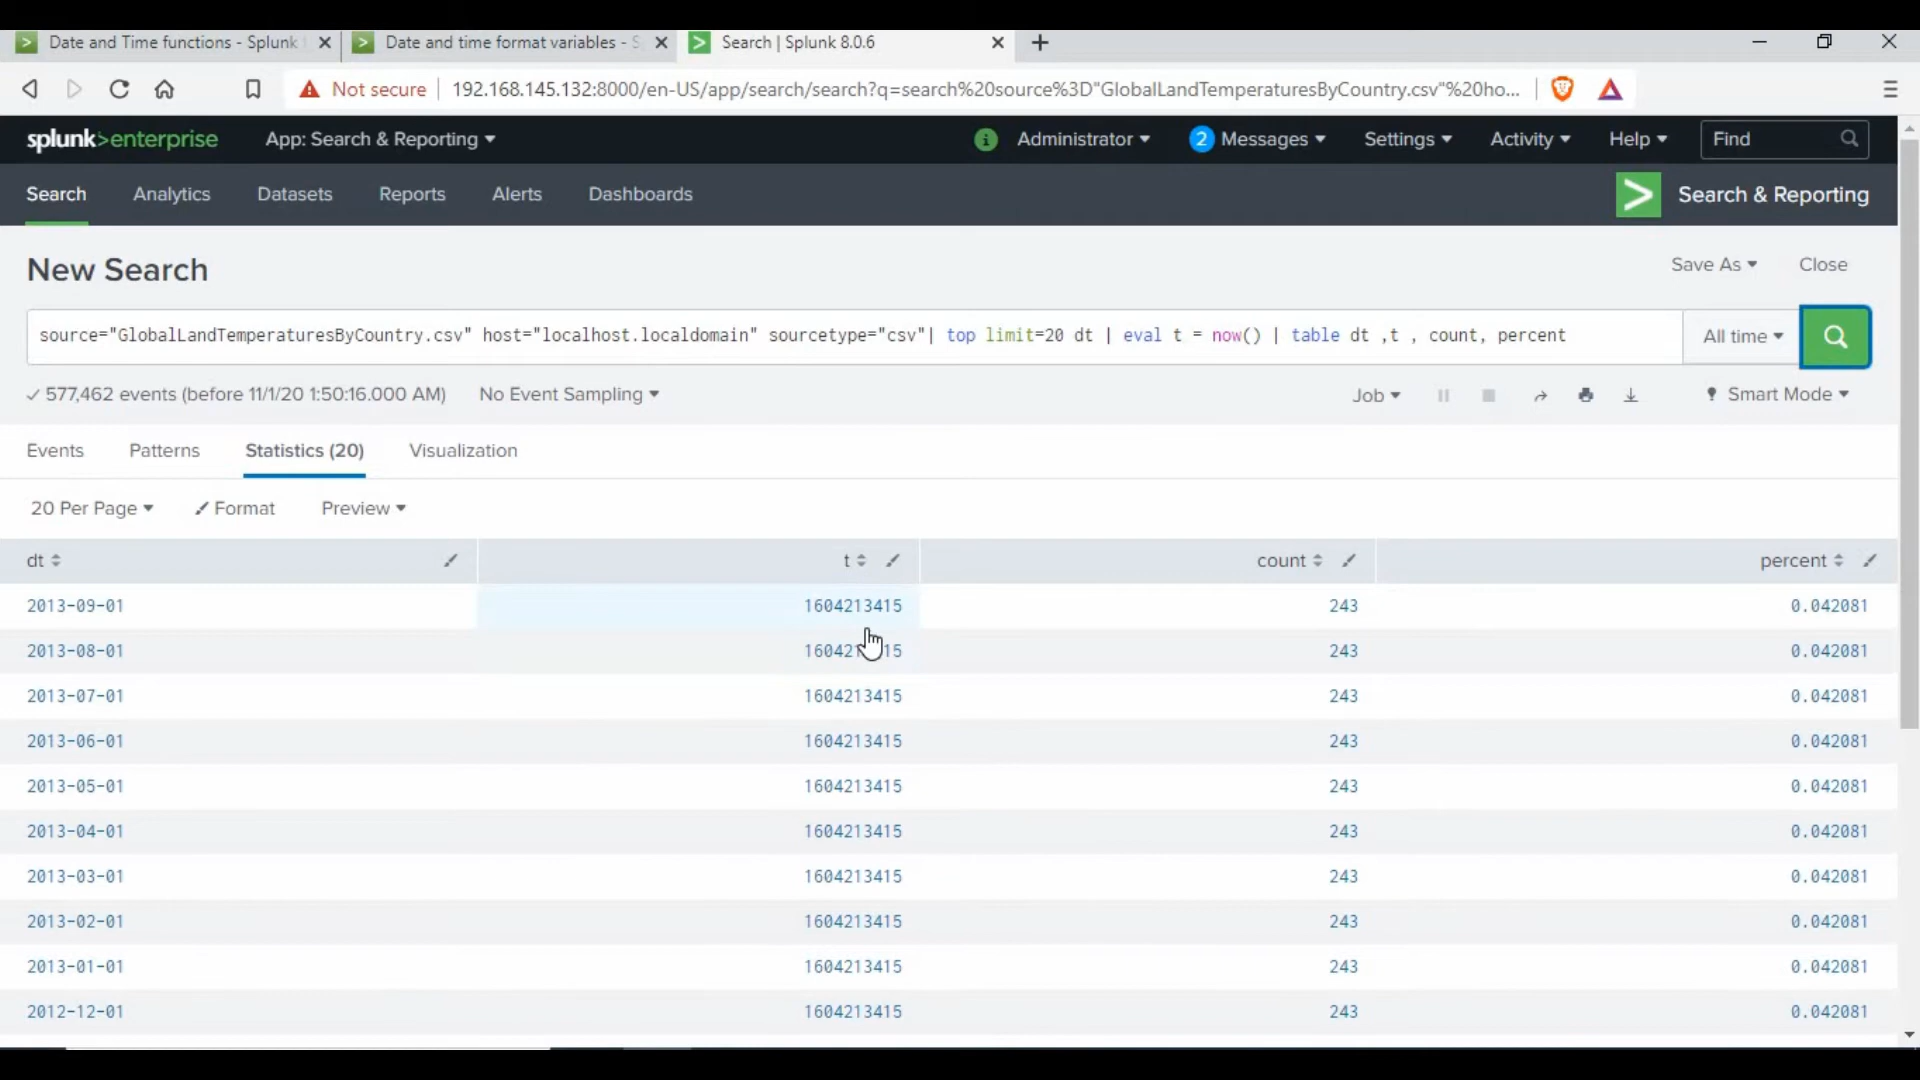 Date and Time functions - Splunk
Date and time format variables - S
Search | Splunk 8.0.6
Not secure
192.168.145.132:8000/en-US/app/search/search?q=search%20source%3D"GlobalLandTemperaturesByCountry.csv"%20ho...
splunk>enterprise
App: Search & Reporting
i
Administrator
2 Messages
Settings
Activity
Help
Find
Search
Analytics
Datasets
Reports
Alerts
Dashboards
Search & Reporting
New Search
Save As
Close
source="GlobalLandTemperaturesByCountry.csv" host="localhost.localdomain" sourcetype="csv"| top limit=20 dt | eval t = now() | table dt ,t , count, percent
All time
577,462 events (before 11/1/20 1:50:16.000 AM)
No Event Sampling
Job
Smart Mode
Events
Patterns
Statistics (20)
Visualization
20 Per Page
Format
Preview
dt t count percent
2013-09-01 1604213415 243 0.042081
2013-08-01 16042 15 243 0.042081
2013-07-01 1604213415 243 0.042081
2013-06-01 1604213415 243 0.042081
2013-05-01 1604213415 243 0.042081
2013-04-01 1604213415 243 0.042081
2013-03-01 1604213415 243 0.042081
2013-02-01 1604213415 243 0.042081
2013-01-01 1604213415 243 0.042081
2012-12-01 1604213415 243 0.042081